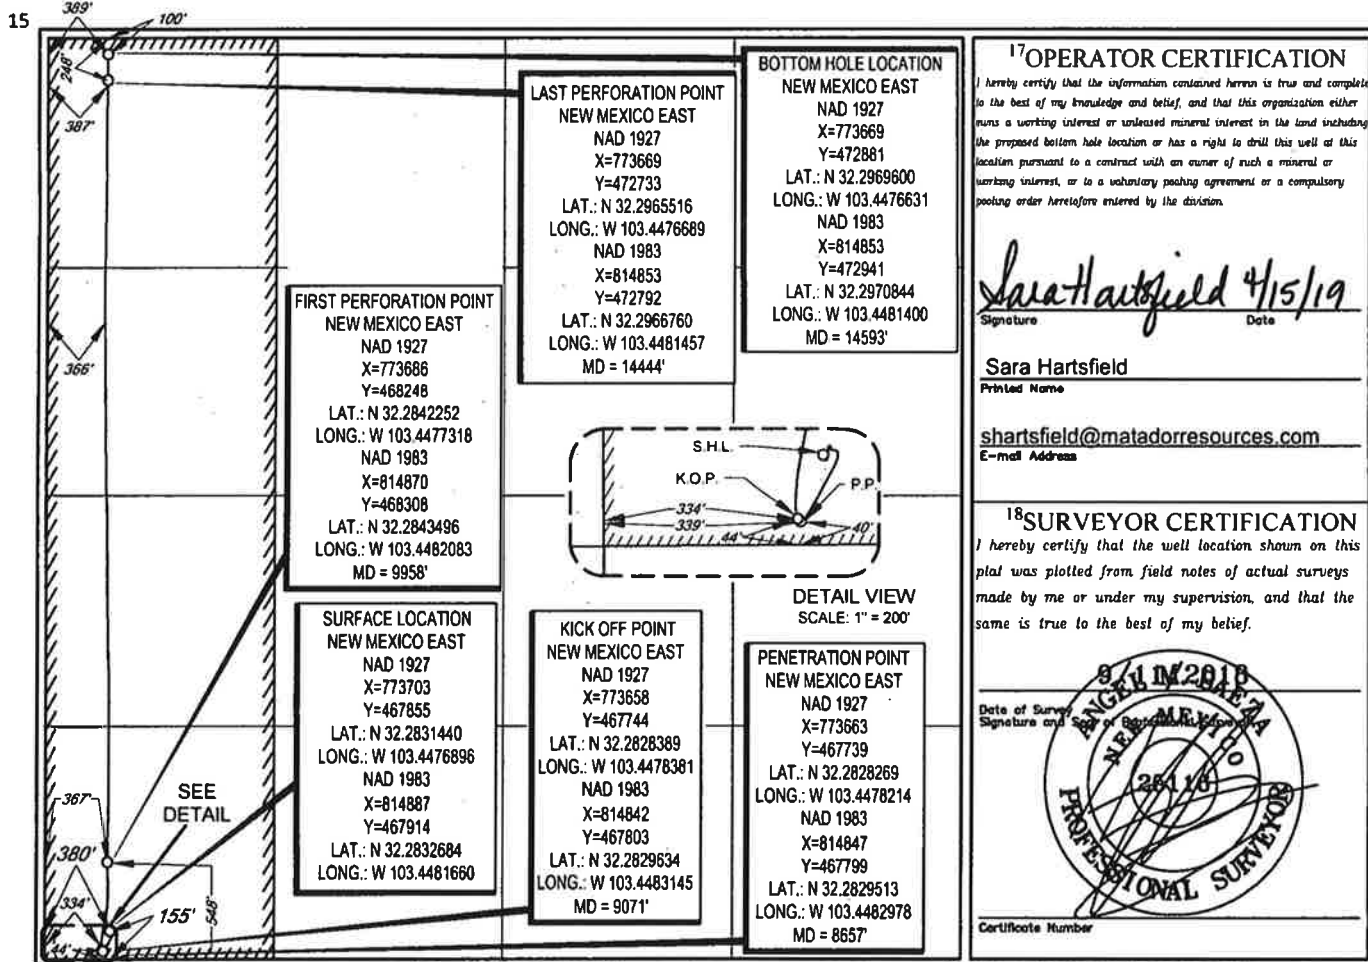 15
389'
100'
248'
387'
366'
BOTTOM HOLE LOCATION
NEW MEXICO EAST
NAD 1927
X=773669
Y=472881
LAT.: N 32.2969600
LONG.: W 103.4476631
NAD 1983
X=814853
Y=472941
LAT.: N 32.2970844
LONG.: W 103.4481400
MD = 14593'
LAST PERFORATION POINT
NEW MEXICO EAST
NAD 1927
X=773669
Y=472733
LAT.: N 32.2965516
LONG.: W 103.4476689
NAD 1983
X=814853
Y=472792
LAT.: N 32.2966760
LONG.: W 103.4481457
MD = 14444'
FIRST PERFORATION POINT
NEW MEXICO EAST
NAD 1927
X=773686
Y=468248
LAT.: N 32.2842252
LONG.: W 103.4477318
NAD 1983
X=814870
Y=468308
LAT.: N 32.2843496
LONG.: W 103.4482083
MD = 9958'
S.H.L.
K.O.P.
P.P.
334'
339'
44'
40'
DETAIL VIEW
SCALE: 1" = 200'
SURFACE LOCATION
NEW MEXICO EAST
NAD 1927
X=773703
Y=467855
LAT.: N 32.2831440
LONG.: W 103.4476896
NAD 1983
X=814887
Y=467914
LAT.: N 32.2832684
LONG.: W 103.4481660
KICK OFF POINT
NEW MEXICO EAST
NAD 1927
X=773658
Y=467744
LAT.: N 32.2828389
LONG.: W 103.4478381
NAD 1983
X=814842
Y=467803
LAT.: N 32.2829634
LONG.: W 103.4483145
MD = 9071'
PENETRATION POINT
NEW MEXICO EAST
NAD 1927
X=773663
Y=467739
LAT.: N 32.2828269
LONG.: W 103.4478214
NAD 1983
X=814847
Y=467799
LAT.: N 32.2829513
LONG.: W 103.4482978
MD = 8657'
SEE
DETAIL
367'
380'
334'
155'
548'
44'
17OPERATOR CERTIFICATION
I hereby certify that the information contained herein is true and complete
to the best of my knowledge and belief, and that this organization either
owns a working interest or unleased mineral interest in the land including
the proposed bottom hole location or has a right to drill this well at this
location pursuant to a contract with an owner of such a mineral or
working interest, or to a voluntary pooling agreement or a compulsory
pooling order heretofore entered by the division.
Sara Hartsfield 4/15/19
Signature Date
Sara Hartsfield
Printed Name
shartsfield@matadorresources.com
E-mail Address
18SURVEYOR CERTIFICATION
I hereby certify that the well location shown on this
plat was plotted from field notes of actual surveys
made by me or under my supervision, and that the
same is true to the best of my belief.
Date of Survey
Signature and Seal of Professional Surveyor
ANGEL M. BAEZA
NEW MEXICO
PROFESSIONAL SURVEYOR
Certificate Number